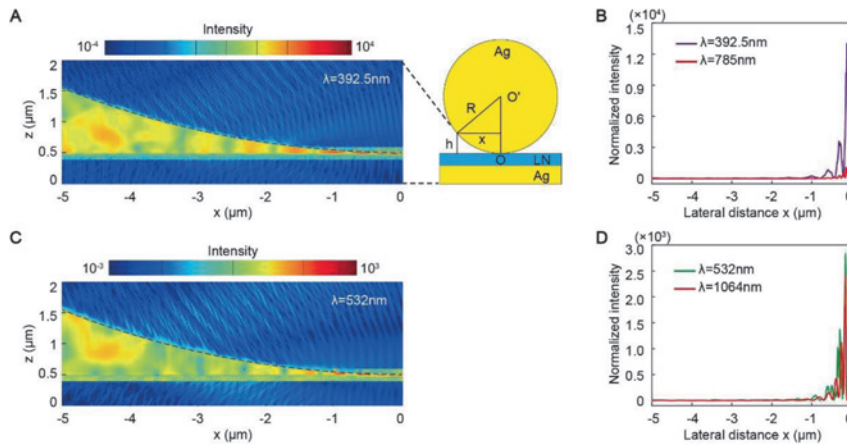 A
Intensity
10⁻⁴
10⁴
λ=392.5nm
z (μm)
2
1.5
1
0.5
0
-5
-4
-3
-2
-1
0
x (μm)
Ag
O'
R
x
h
O
LN
Ag
B
(×10⁴)
Normalized intensity
1.5
1.2
0.9
0.6
0.3
0
λ=392.5nm
λ=785nm
-5
-4
-3
-2
-1
0
Lateral distance x (μm)
C
Intensity
10⁻³
10³
λ=532nm
z (μm)
2
1.5
1
0.5
0
-5
-4
-3
-2
-1
0
x (μm)
D
(×10³)
Normalized intensity
3.0
2.4
1.8
1.2
0.6
0
λ=532nm
λ=1064nm
-5
-4
-3
-2
-1
0
Lateral distance x (μm)